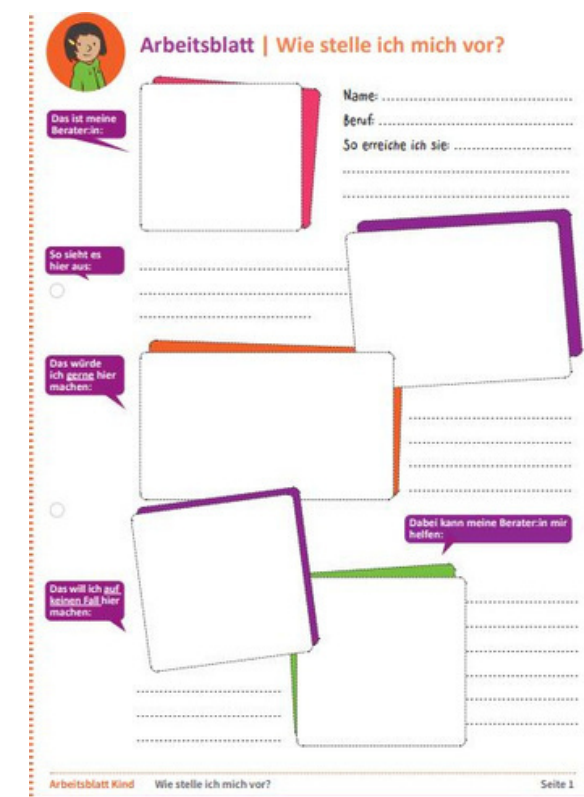 Arbeitsblatt | Wie stelle ich mich vor?
Das ist meine
Berater:in:
Name:
Beruf:
So erreiche ich sie:
So sieht es
hier aus:
Das würde
ich gerne hier
machen:
Dabei kann meine Berater:in mir
helfen:
Das will ich auf
keinen Fall hier
machen:
Arbeitsblatt Kind Wie stelle ich mich vor? Seite 1